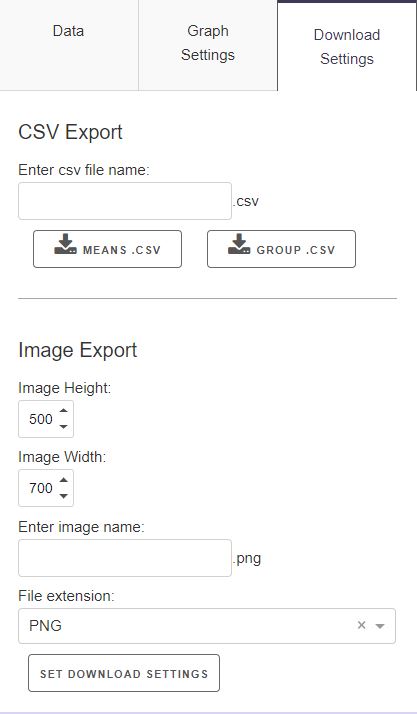 Data
Graph
Settings
Download
Settings
CSV Export
Enter csv file name:
.csv
MEANS .CSV
GROUP .CSV
Image Export
Image Height:
500
Image Width:
700
Enter image name:
.png
File extension:
PNG
×
SET DOWNLOAD SETTINGS